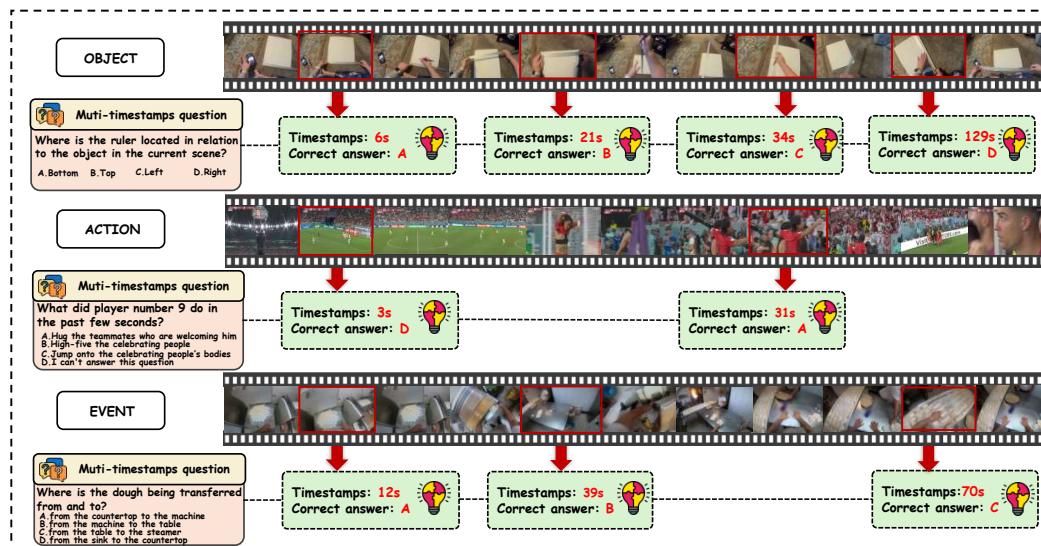 OBJECT
Muti-timestamps question
Where is the ruler located in relation
to the object in the current scene?
A.Bottom B.Top C.Left D.Right
Timestamps: 6s
Correct answer: A
Timestamps: 21s
Correct answer: B
Timestamps: 34s
Correct answer: C
Timestamps: 129s
Correct answer: D
ACTION
Muti-timestamps question
What did player number 9 do in
the past few seconds?
A.Hug the teammates who are welcoming him
B.High-five the celebrating people
C.Jump onto the celebrating people's bodies
D.I can't answer this question
Timestamps: 3s
Correct answer: D
Timestamps: 31s
Correct answer: A
EVENT
Muti-timestamps question
Where is the dough being transferred
from and to?
A.from the countertop to the machine
B.from the machine to the table
C.from the table to the steamer
D.from the sink to the countertop
Timestamps: 12s
Correct answer: A
Timestamps: 39s
Correct answer: B
Timestamps:70s
Correct answer: C